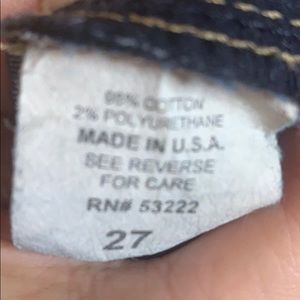 98% COTTON
2% POLYURETHANE
MADE IN U.S.A.
SEE REVERSE
FOR CARE
RN# 53222
27